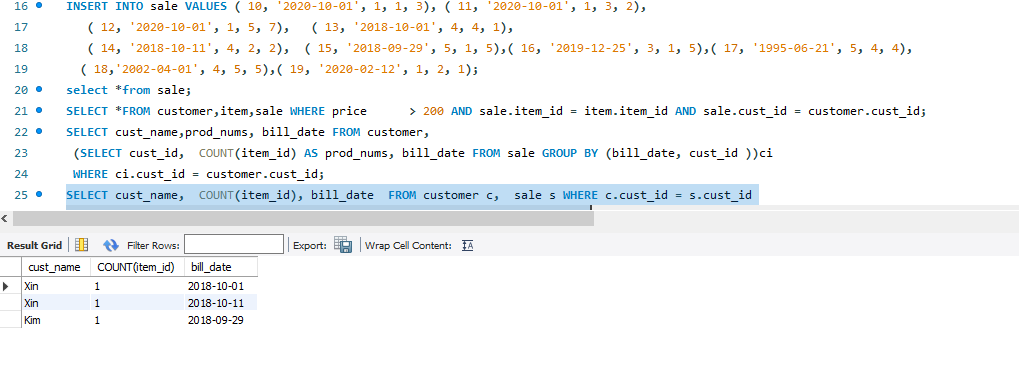 16 INSERT INTO sale VALUES ( 10, '2020-10-01', 1, 1, 3), ( 11, '2020-10-01', 1, 3, 2),
17 ( 12, '2020-10-01', 1, 5, 7), ( 13, '2018-10-01', 4, 4, 1),
18 ( 14, '2018-10-11', 4, 2, 2), ( 15, '2018-09-29', 5, 1, 5),( 16, '2019-12-25', 3, 1, 5),( 17, '1995-06-21', 5, 4, 4),
19 ( 18,'2002-04-01', 4, 5, 5),( 19, '2020-02-12', 1, 2, 1);
20 select *from sale;
21 SELECT *FROM customer,item,sale WHERE price > 200 AND sale.item_id = item.item_id AND sale.cust_id = customer.cust_id;
22 SELECT cust_name,prod_nums, bill_date FROM customer,
23 (SELECT cust_id, COUNT(item_id) AS prod_nums, bill_date FROM sale GROUP BY (bill_date, cust_id ))ci
24 WHERE ci.cust_id = customer.cust_id;
25 SELECT cust_name, COUNT(item_id), bill_date FROM customer c, sale s WHERE c.cust_id = s.cust_id
Result Grid Filter Rows: Export: Wrap Cell Content:
cust_name COUNT(item_id) bill_date
Xin 1 2018-10-01
Xin 1 2018-10-11
Kim 1 2018-09-29